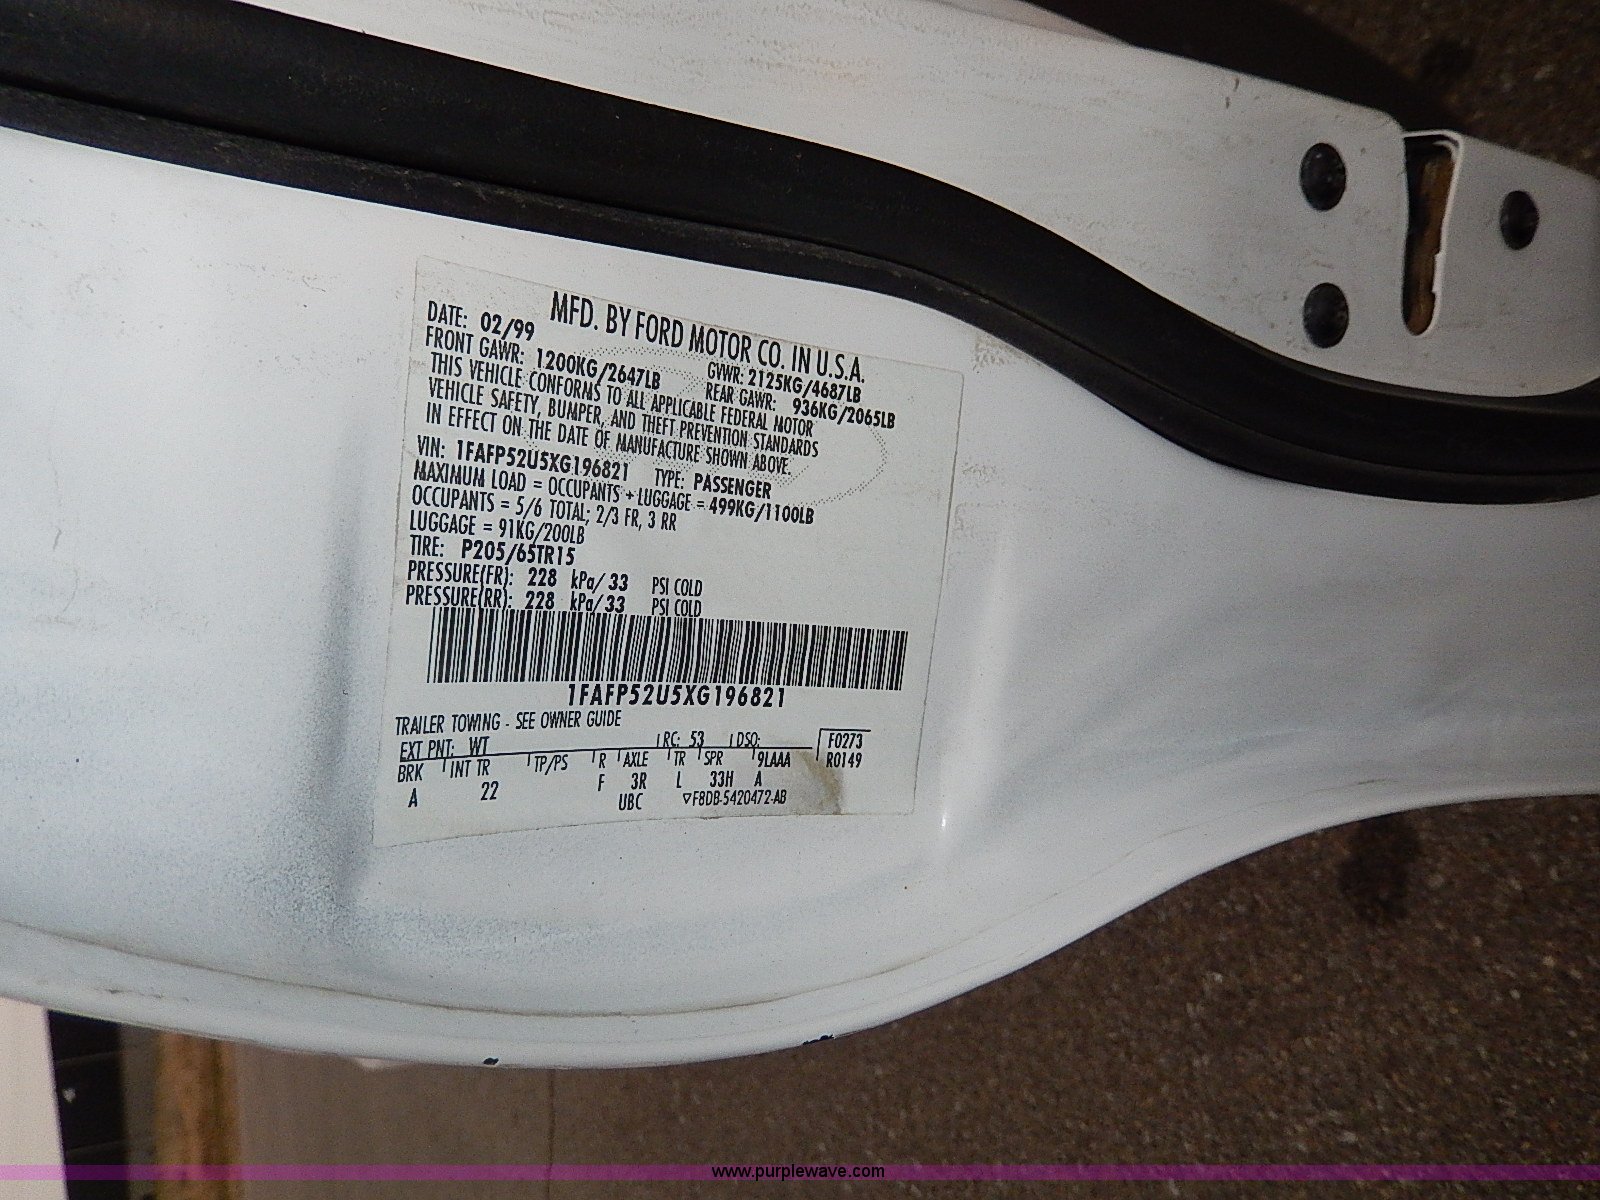 MFD. BY FORD MOTOR CO. IN U.S.A.
DATE: 02/99 GVWR: 2125KG/4687LB
FRONT GAWR: 1200KG/2647LB REAR GAWR: 936KG/2065LB
THIS VEHICLE CONFORMS TO ALL APPLICABLE FEDERAL MOTOR
VEHICLE SAFETY, BUMPER, AND THEFT PREVENTION STANDARDS
IN EFFECT ON THE DATE OF MANUFACTURE SHOWN ABOVE.
VIN: 1FAFP52U5XG196821 TYPE: PASSENGER
MAXIMUM LOAD = OCCUPANTS + LUGGAGE = 499KG/1100LB
OCCUPANTS = 5/6 TOTAL; 2/3 FR, 3 RR
LUGGAGE = 91KG/200LB
TIRE: P205/65TR15
PRESSURE(FR): 228 kPa/ 33 PSI COLD
PRESSURE(RR): 228 kPa/ 33 PSI COLD
1FAFP52U5XG196821
TRAILER TOWING - SEE OWNER GUIDE
EXT PNT: WT RC: 53 DSO: F0273
BRK INT TR TP/PS R AXLE TR SPR 9LAAA R0149
A 22 F 3R L 33H A
UBC ▽F8DB-5420472-AB
www.purplewave.com